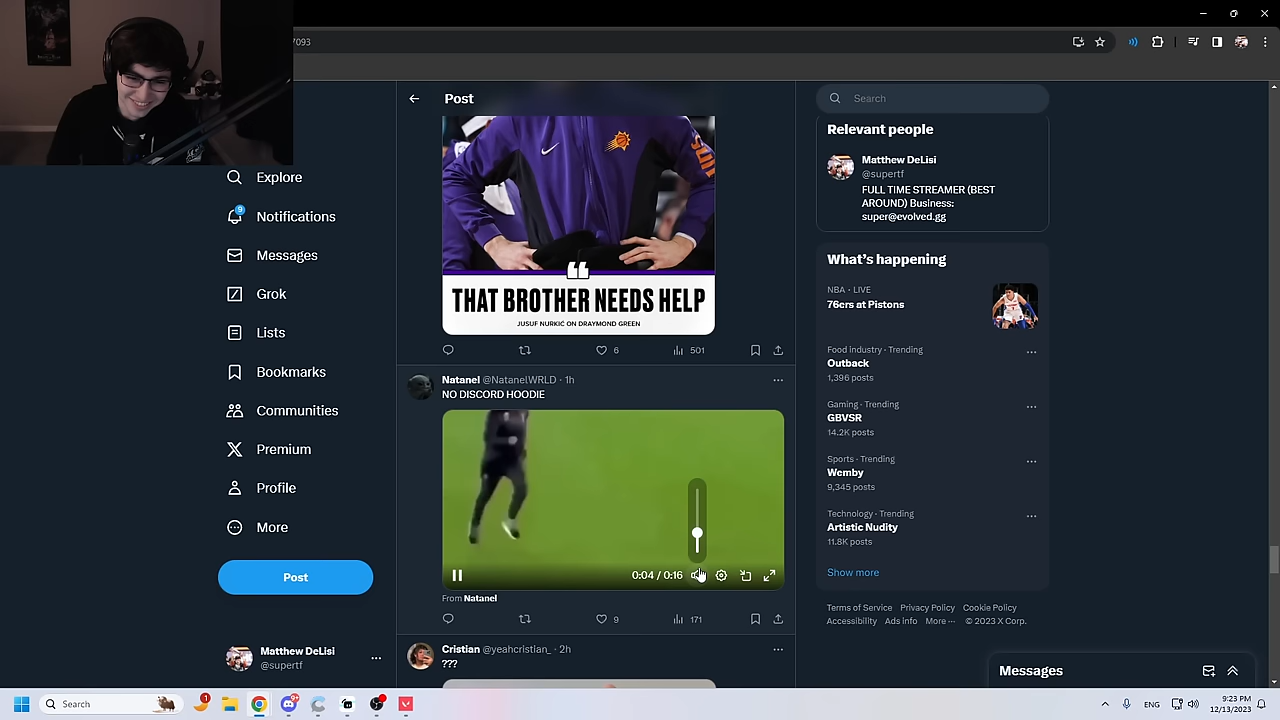 7093
Explore
Notifications
9
Messages
Grok
Lists
Bookmarks
Communities
Premium
Profile
More
Post
Matthew DeLisi
@supertf
Post
THAT BROTHER NEEDS HELP
JUSUF NURKIC ON DRAYMOND GREEN
6
501
Natanel @NatanelWRLD · 1h
NO DISCORD HOODIE
0:04 / 0:16
From Natanel
9
171
Cristian @yeahcristian_ · 2h
???
Search
Relevant people
Matthew DeLisi
@supertf
FULL TIME STREAMER (BEST
AROUND) Business:
super@evolved.gg
What's happening
NBA · LIVE
76ers at Pistons
Food Industry · Trending
Outback
1,396 posts
Gaming · Trending
GBVSR
14.2K posts
Sports · Trending
Wemby
9,345 posts
Technology · Trending
Artistic Nudity
11.8K posts
Show more
Terms of Service Privacy Policy Cookie Policy
Accessibility Ads info More ··· © 2023 X Corp.
Messages
Search
1
ENG
9:23 PM
12/13/2023